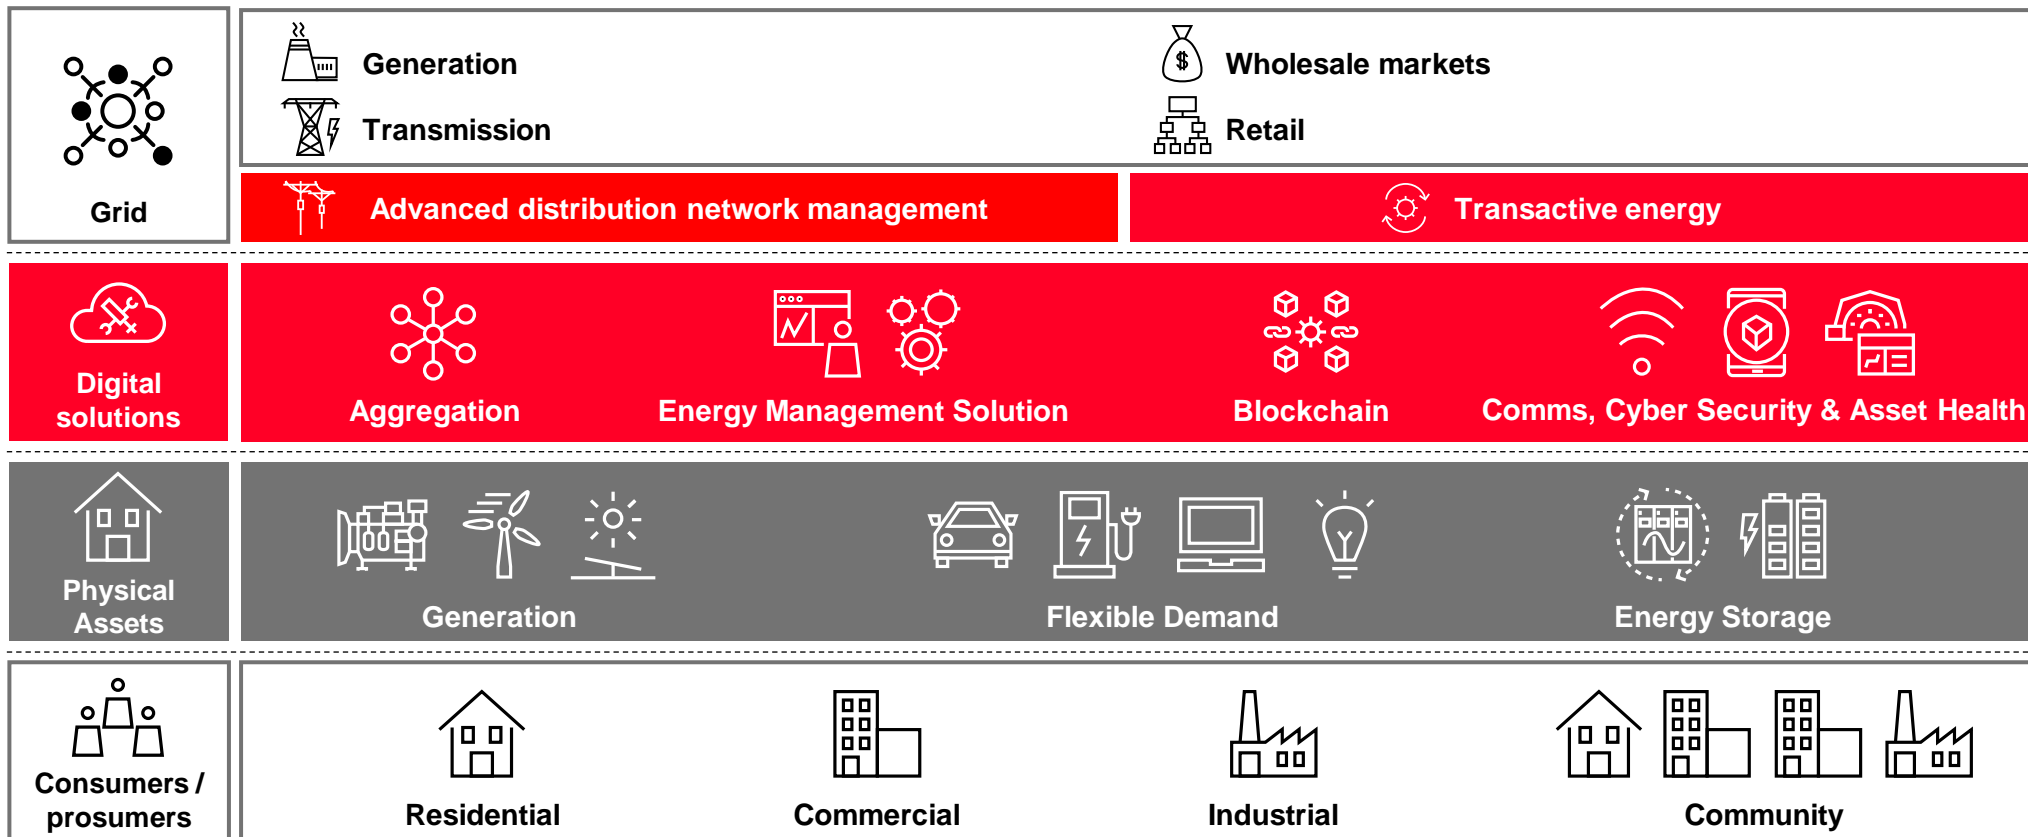 Grid
Generation
Wholesale markets
Transmission
Retail
Advanced distribution network management
Transactive energy
Digital
solutions
Aggregation
Energy Management Solution
Blockchain
Comms, Cyber Security & Asset Health
Physical
Assets
Generation
Flexible Demand
Energy Storage
Consumers /
prosumers
Residential
Commercial
Industrial
Community